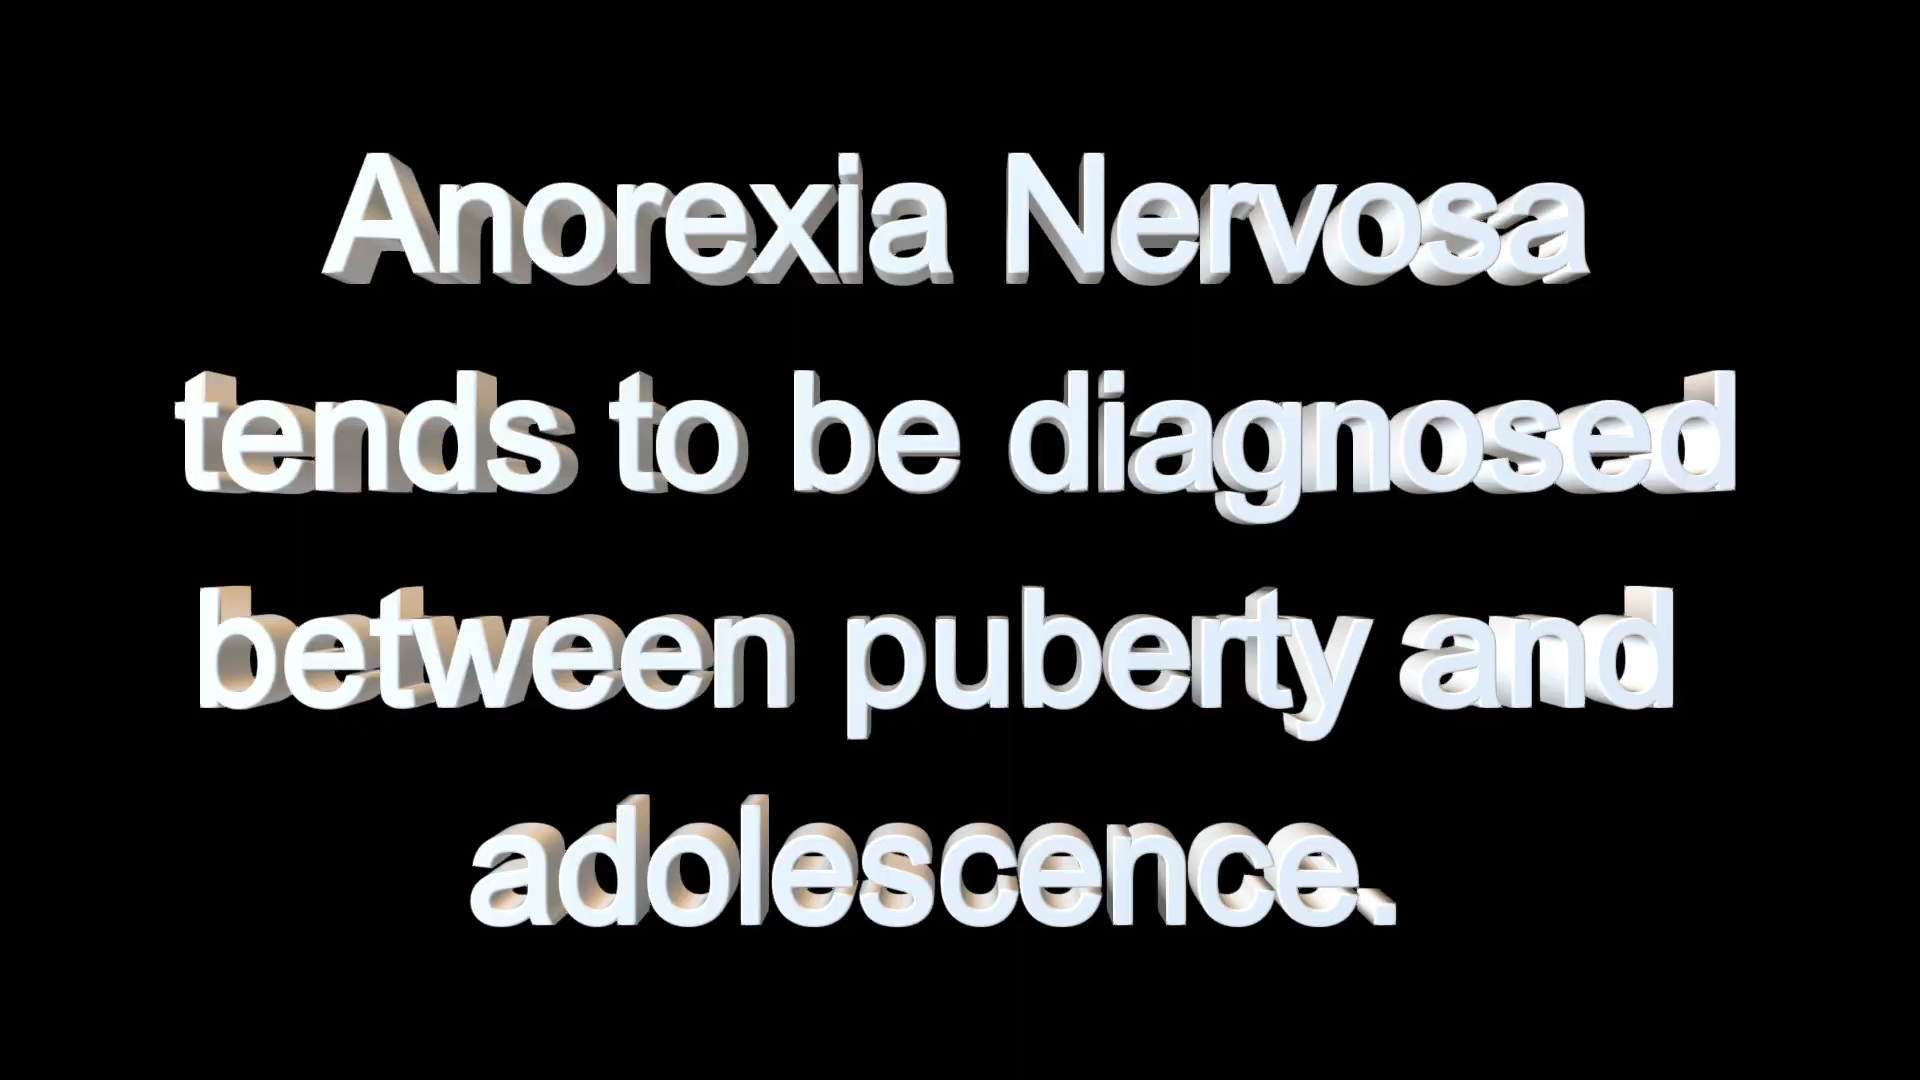 Anorexia Nervosa
tends to be diagnosed
between puberty and
adolescence.